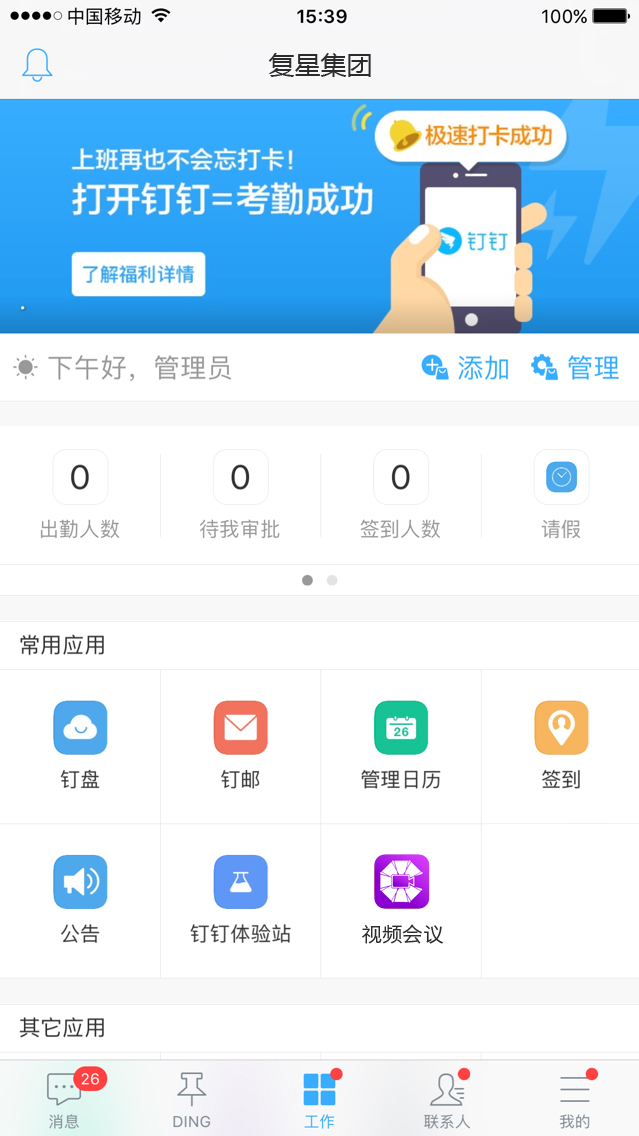 中国移动 15:39 100%
复星集团
极速打卡成功
上班再也不会忘打卡！
打开钉钉=考勤成功
钉钉
了解福利详情
下午好，管理员 添加 管理
0 0 0
出勤人数 待我审批 签到人数 请假
常用应用
26
钉盘 钉邮 管理日历 签到
公告 钉钉体验站 视频会议
其它应用
26
消息 DING 工作 联系人 我的